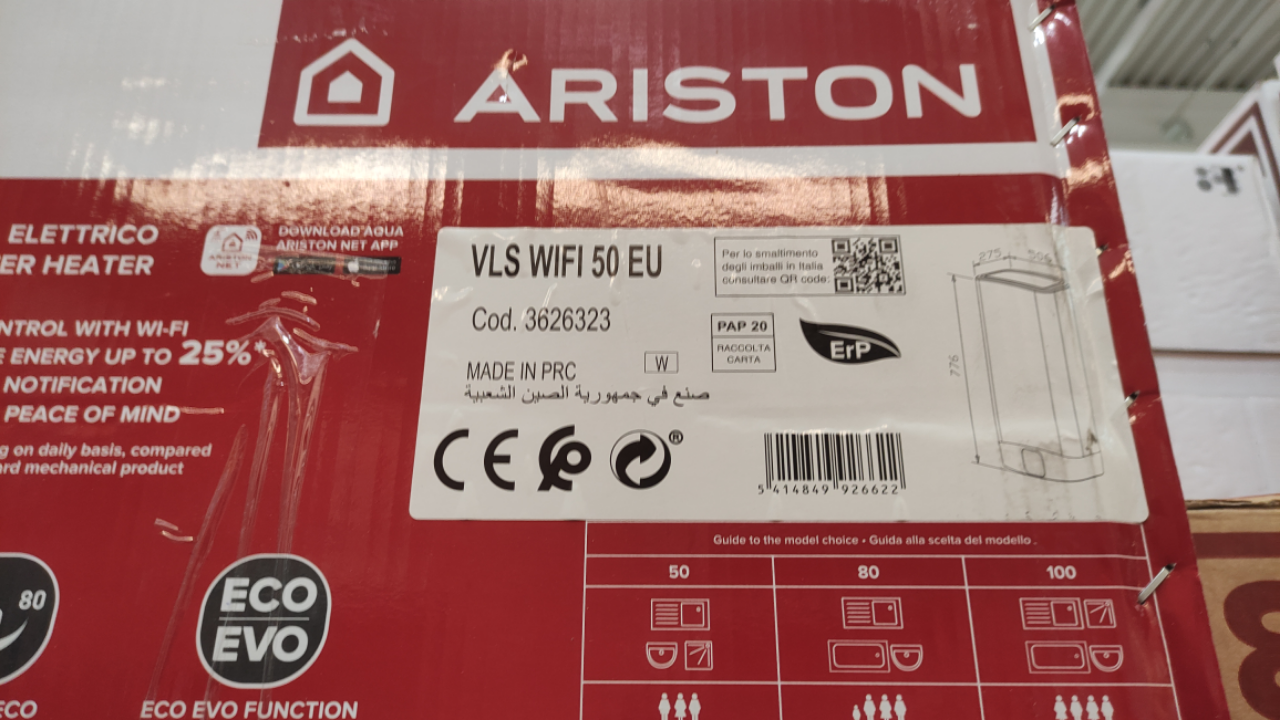 ARISTON
ELETTRICO
ER HEATER
ARISTON
NET
DOWNLOAD AQUA
ARISTON NET APP
NTROL WITH WI-FI
E ENERGY UP TO 25%*
NOTIFICATION
PEACE OF MIND
g on daily basis, compared
rd mechanical product
VLS WIFI 50 EU
Cod. 3626323
MADE IN PRC
W
صنع في جمهورية الصين الشعبية
Per lo smaltimento
degli imballi in Italia
consultare QR code:
PAP 20
RACCOLTA
CARTA
ErP
275
506
776
CE
®
5 414849 926622
80
ECO
ECO
EVO
ECO EVO FUNCTION
Guide to the model choice • Guida alla scelta del modello
50 80 100
8